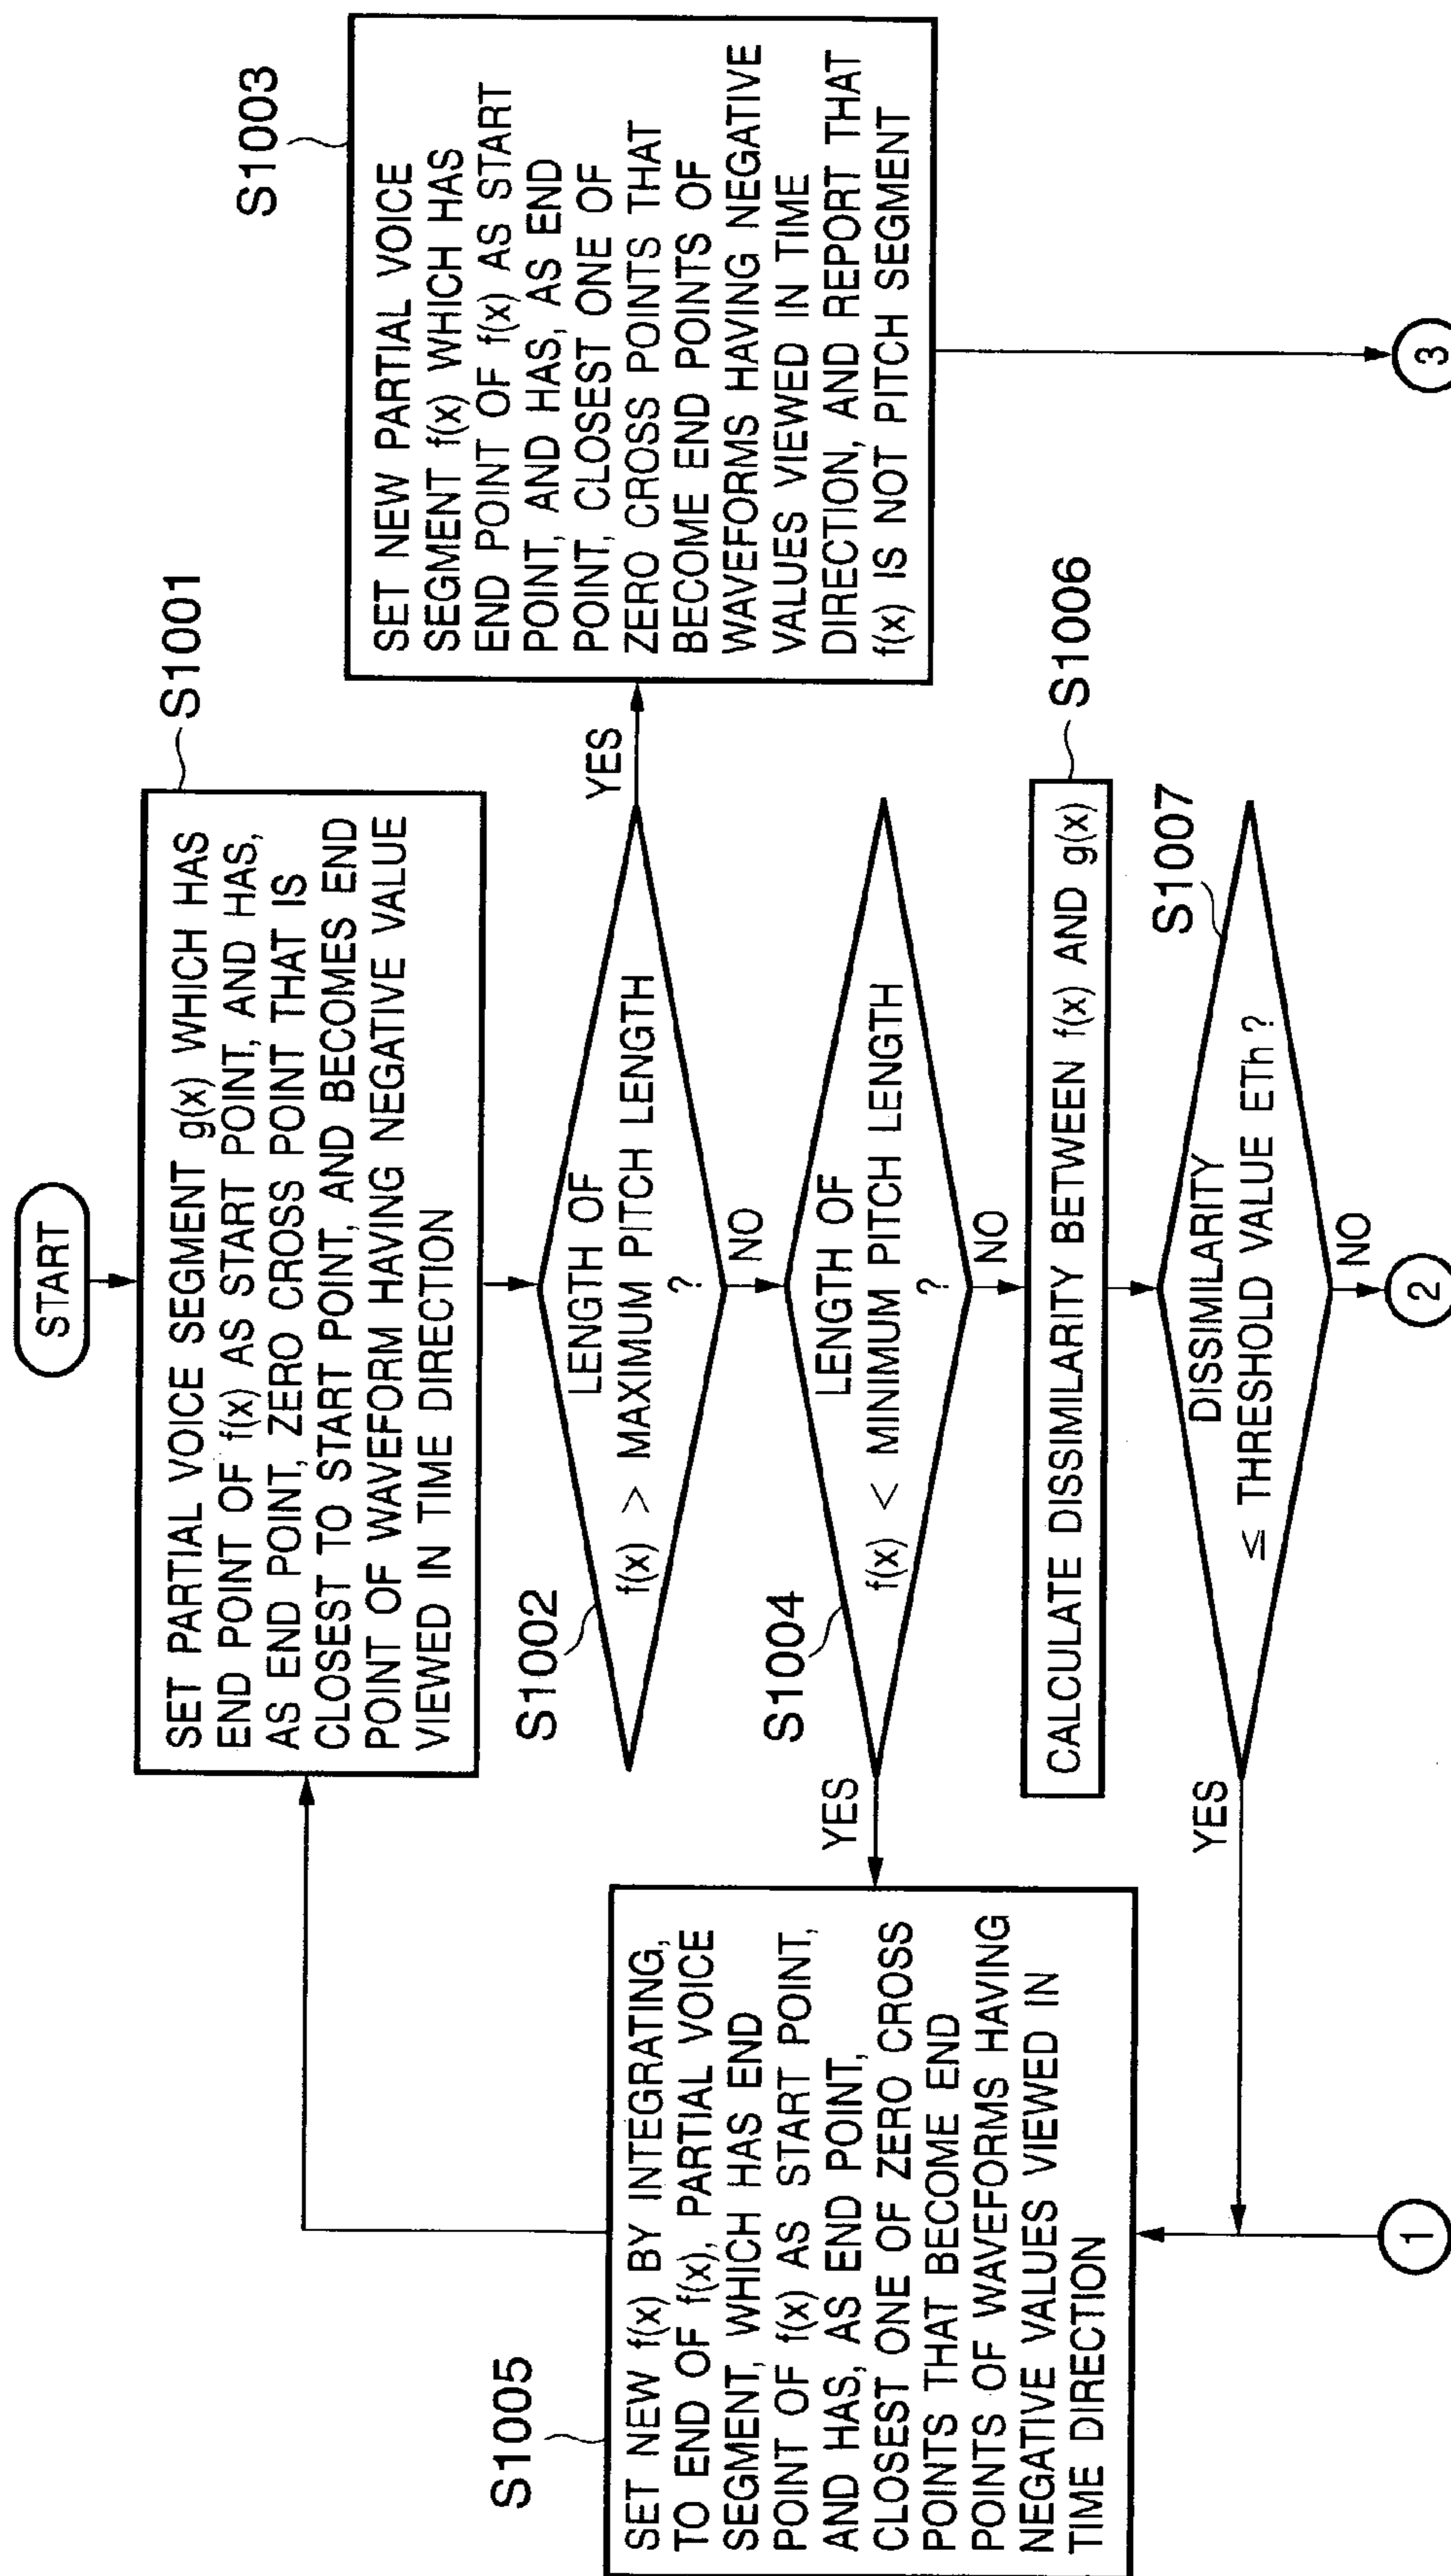 START
S1001
SET PARTIAL VOICE SEGMENT g(x) WHICH HAS
END POINT OF f(x) AS START POINT, AND HAS,
AS END POINT, ZERO CROSS POINT THAT IS
CLOSEST TO START POINT, AND BECOMES END
POINT OF WAVEFORM HAVING NEGATIVE VALUE
VIEWED IN TIME DIRECTION
S1002
LENGTH OF
f(x) > MAXIMUM PITCH LENGTH
?
YES
NO
S1003
SET NEW PARTIAL VOICE
SEGMENT f(x) WHICH HAS
END POINT OF f(x) AS START
POINT, AND HAS, AS END
POINT, CLOSEST ONE OF
ZERO CROSS POINTS THAT
BECOME END POINTS OF
WAVEFORMS HAVING NEGATIVE
VALUES VIEWED IN TIME
DIRECTION, AND REPORT THAT
f(x) IS NOT PITCH SEGMENT
3
S1004
LENGTH OF
f(x) < MINIMUM PITCH LENGTH
?
YES
NO
S1005
SET NEW f(x) BY INTEGRATING,
TO END OF f(x), PARTIAL VOICE
SEGMENT, WHICH HAS END
POINT OF f(x) AS START POINT,
AND HAS, AS END POINT,
CLOSEST ONE OF ZERO CROSS
POINTS THAT BECOME END
POINTS OF WAVEFORMS HAVING
NEGATIVE VALUES VIEWED IN
TIME DIRECTION
S1006
CALCULATE DISSIMILARITY BETWEEN f(x) AND g(x)
S1007
DISSIMILARITY
≤ THRESHOLD VALUE ETh ?
YES
NO
1
2